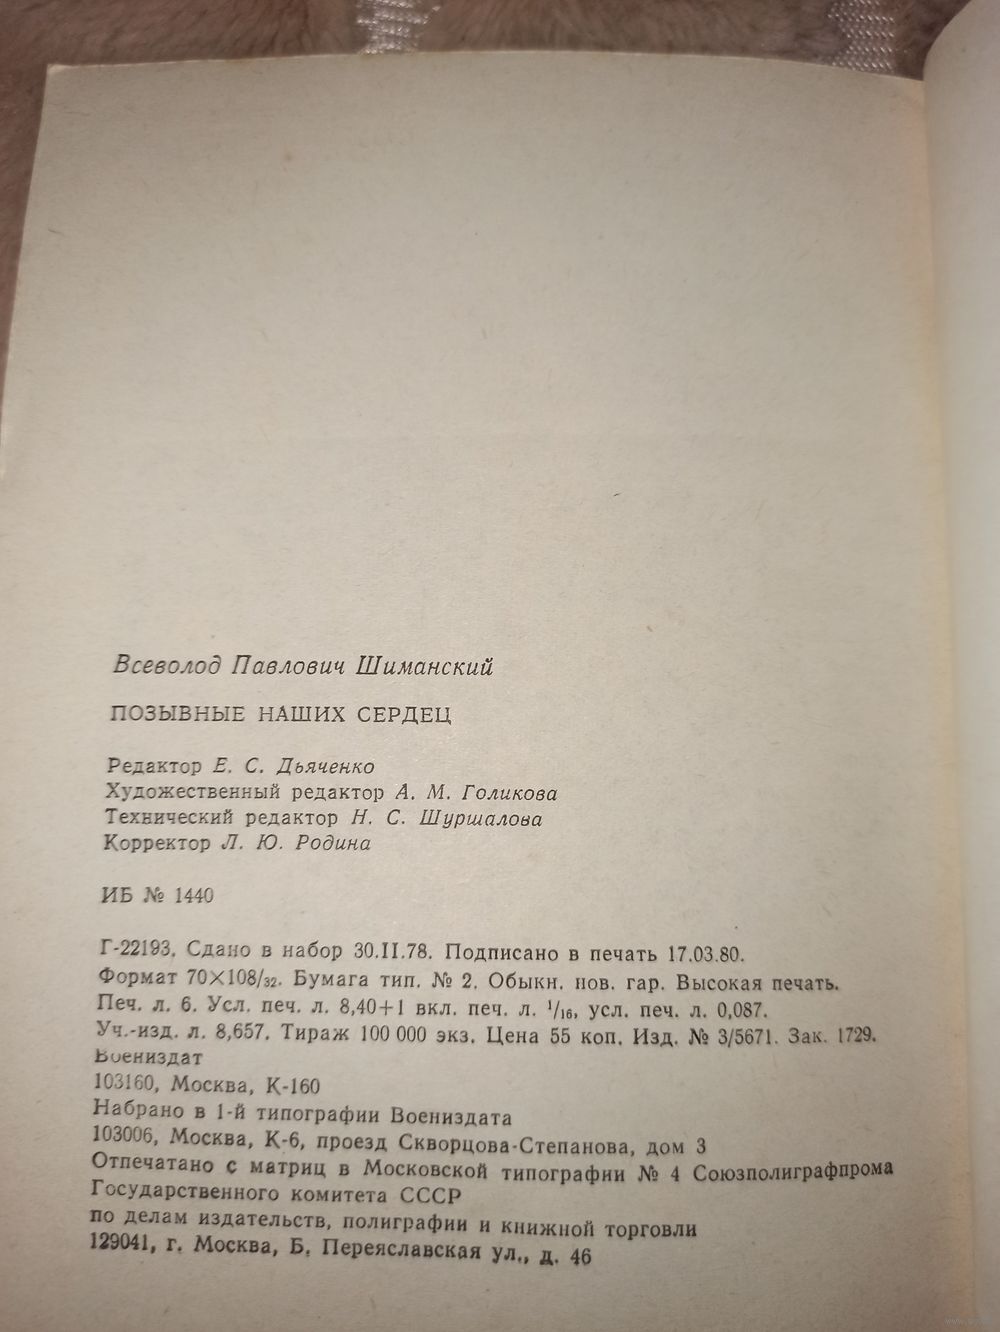 Всеволод Павлович Шиманский
ПОЗЫВНЫЕ НАШИХ СЕРДЕЦ
Редактор Е. С. Дьяченко
Художественный редактор А. М. Голикова
Технический редактор Н. С. Шуршалова
Корректор Л. Ю. Родина
ИБ № 1440
Г-22193. Сдано в набор 30.11.78. Подписано в печать 17.03.80.
Формат 70×108/32. Бумага тип. № 2. Обыкн. нов. гар. Высокая печать.
Печ. л. 6. Усл. печ. л. 8,40+1 вкл. печ. л. 1/16, усл. печ. л. 0,087.
Уч.-изд. л. 8,657. Тираж 100 000 экз. Цена 55 коп. Изд. № 3/5671. Зак. 1729.
Воениздат
103160, Москва, К-160
Набрано в 1-й типографии Воениздата
103006, Москва, К-6, проезд Скворцова-Степанова, дом 3
Отпечатано с матриц в Московской типографии № 4 Союзполиграфпрома
Государственного комитета СССР
по делам издательств, полиграфии и книжной торговли
129041, г. Москва, Б. Переяславская ул., д. 46